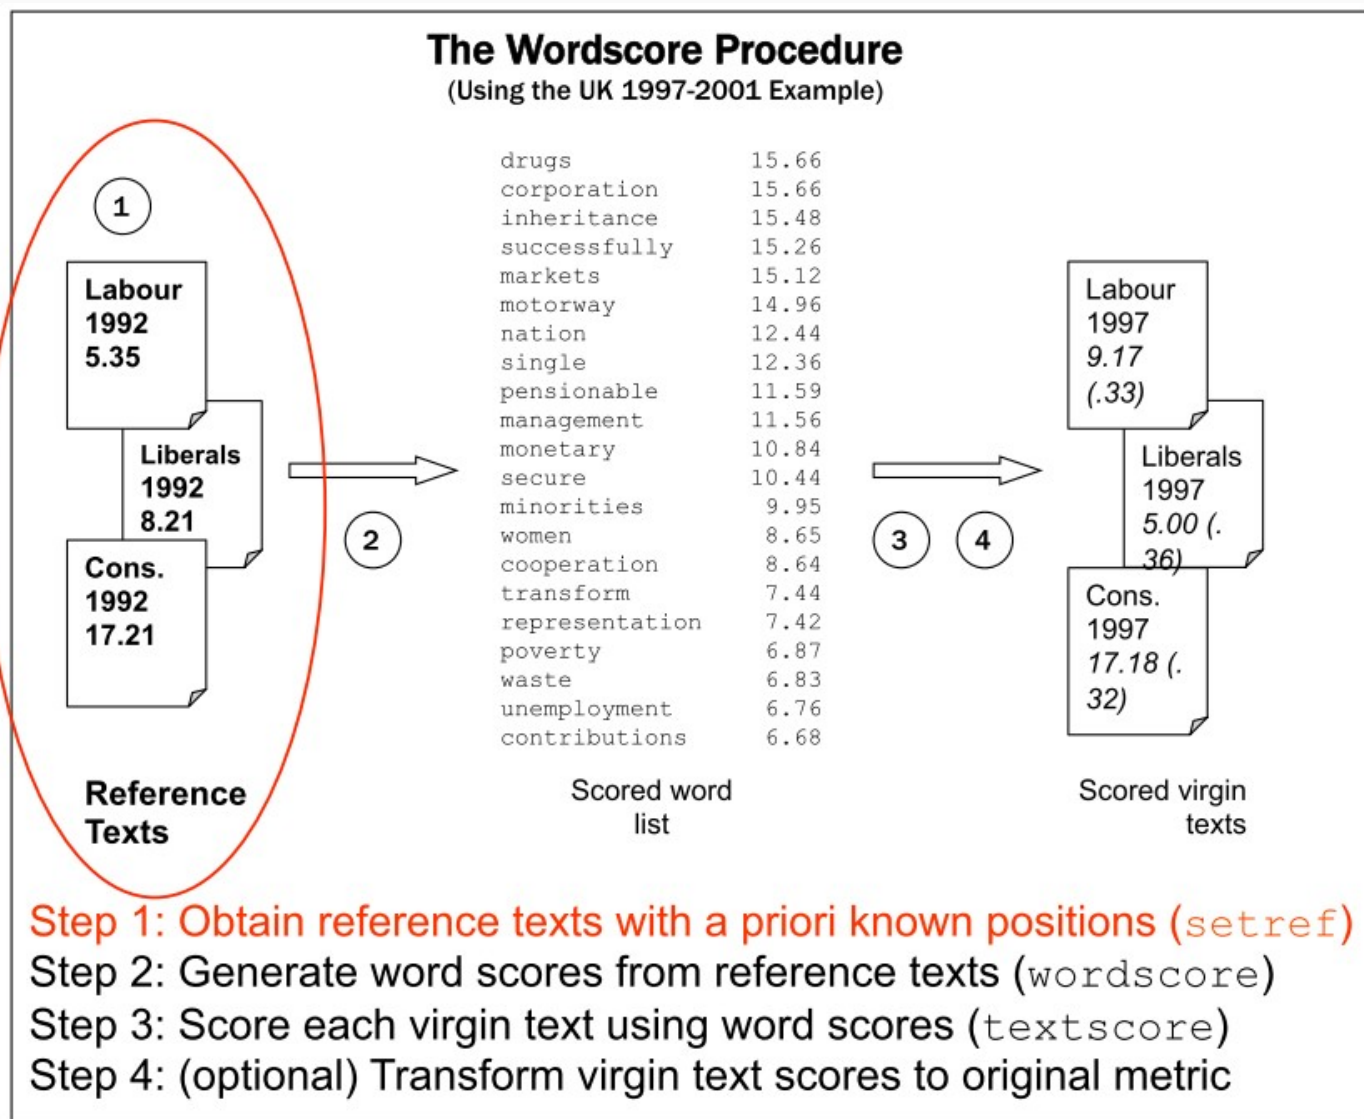 The Wordscore Procedure
(Using the UK 1997-2001 Example)
1
Labour
1992
5.35
Liberals
1992
8.21
Cons.
1992
17.21
Reference
Texts
2
drugs 15.66
corporation 15.66
inheritance 15.48
successfully 15.26
markets 15.12
motorway 14.96
nation 12.44
single 12.36
pensionable 11.59
management 11.56
monetary 10.84
secure 10.44
minorities 9.95
women 8.65
cooperation 8.64
transform 7.44
representation 7.42
poverty 6.87
waste 6.83
unemployment 6.76
contributions 6.68
Scored word
list
3 4
Labour
1997
9.17
(.33)
Liberals
1997
5.00 (.
36)
Cons.
1997
17.18 (.
32)
Scored virgin
texts
Step 1: Obtain reference texts with a priori known positions (setref)
Step 2: Generate word scores from reference texts (wordscore)
Step 3: Score each virgin text using word scores (textscore)
Step 4: (optional) Transform virgin text scores to original metric